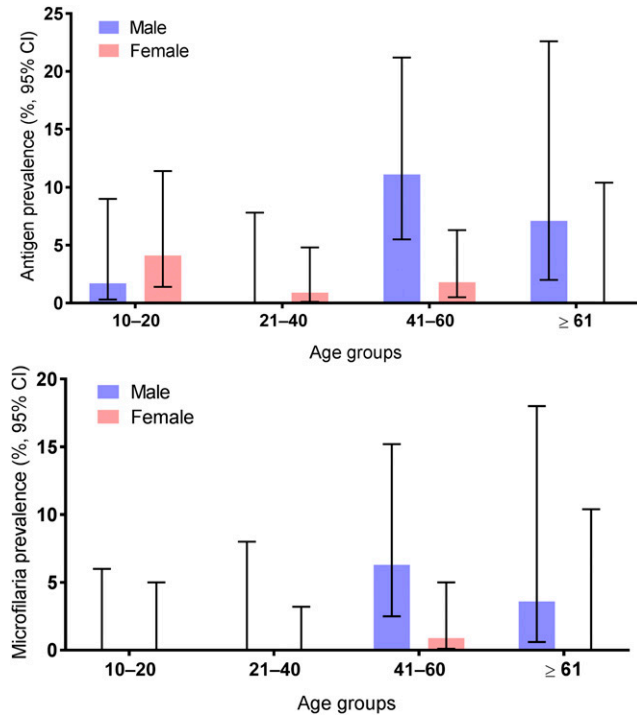 Antigen prevalence (%, 95% CI)
25
20
15
10
5
0
Male
Female
10–20 21–40 41–60 ≥ 61
Age groups
Microfilaria prevalence (%, 95% CI)
20
15
10
5
0
Male
Female
10–20 21–40 41–60 ≥ 61
Age groups